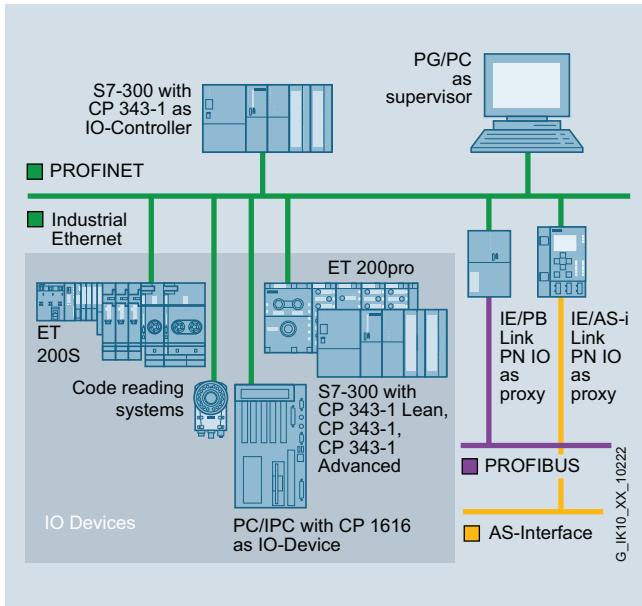 S7-300 with
CP 343-1 as
IO-Controller
PG/PC
as
supervisor
PROFINET
Industrial
Ethernet
ET 200pro
ET
200S
IE/PB
Link
PN IO
as
proxy
IE/AS-i
Link
PN IO
as
proxy
Code reading
systems
S7-300 with
CP 343-1 Lean,
CP 343-1,
CP 343-1
Advanced
PROFIBUS
IO Devices
PC/IPC with CP 1616
as IO-Device
AS-Interface
G_IK10_XX_10222